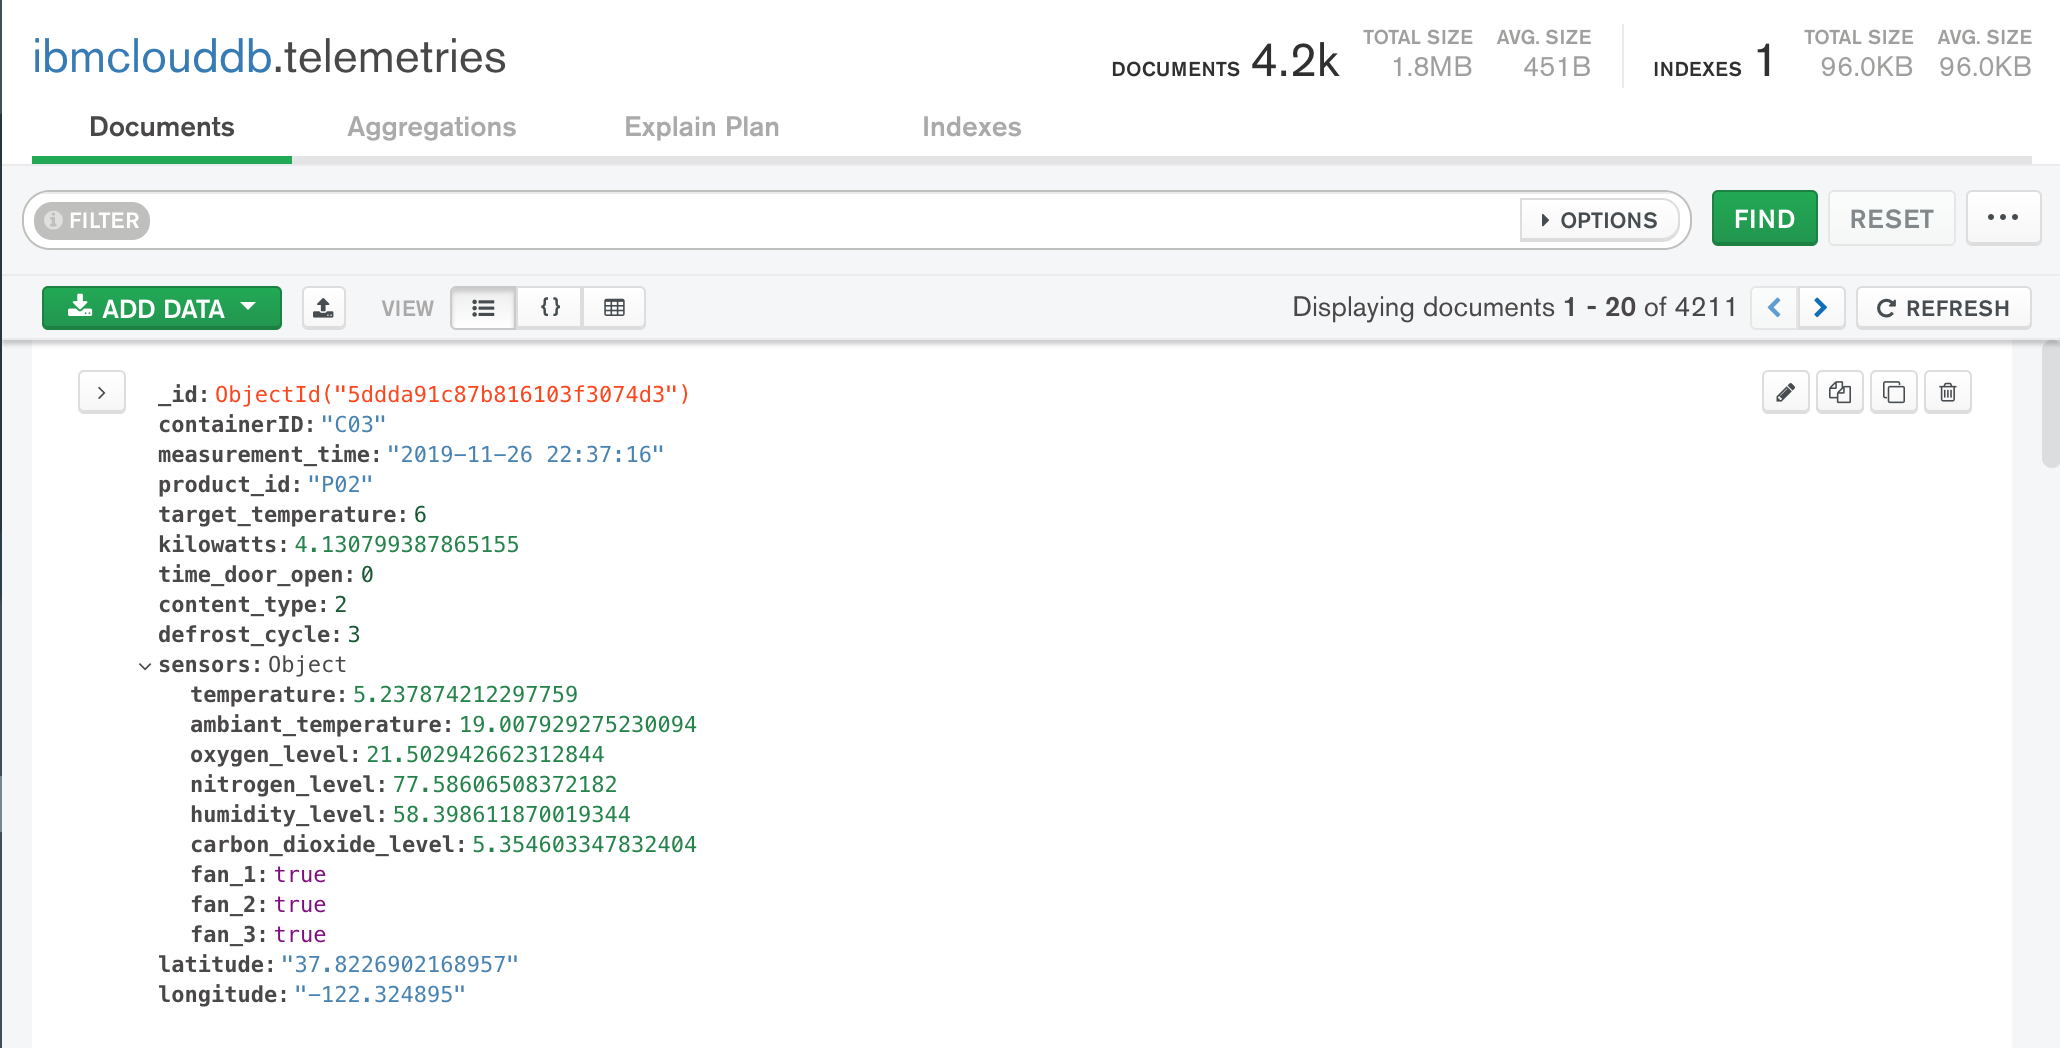 ibmclouddb.telemetries
DOCUMENTS 4.2k TOTAL SIZE 1.8MB AVG. SIZE 451B INDEXES 1 TOTAL SIZE 96.0KB AVG. SIZE 96.0KB
Documents Aggregations Explain Plan Indexes
FILTER OPTIONS FIND RESET ...
ADD DATA VIEW {} Displaying documents 1 - 20 of 4211 REFRESH
_id: ObjectId("5ddda91c87b816103f3074d3")
containerID: "C03"
measurement_time: "2019-11-26 22:37:16"
product_id: "P02"
target_temperature: 6
kilowatts: 4.130799387865155
time_door_open: 0
content_type: 2
defrost_cycle: 3
sensors: Object
temperature: 5.237874212297759
ambiant_temperature: 19.007929275230094
oxygen_level: 21.502942662312844
nitrogen_level: 77.58606508372182
humidity_level: 58.398611870019344
carbon_dioxide_level: 5.354603347832404
fan_1: true
fan_2: true
fan_3: true
latitude: "37.8226902168957"
longitude: "-122.324895"